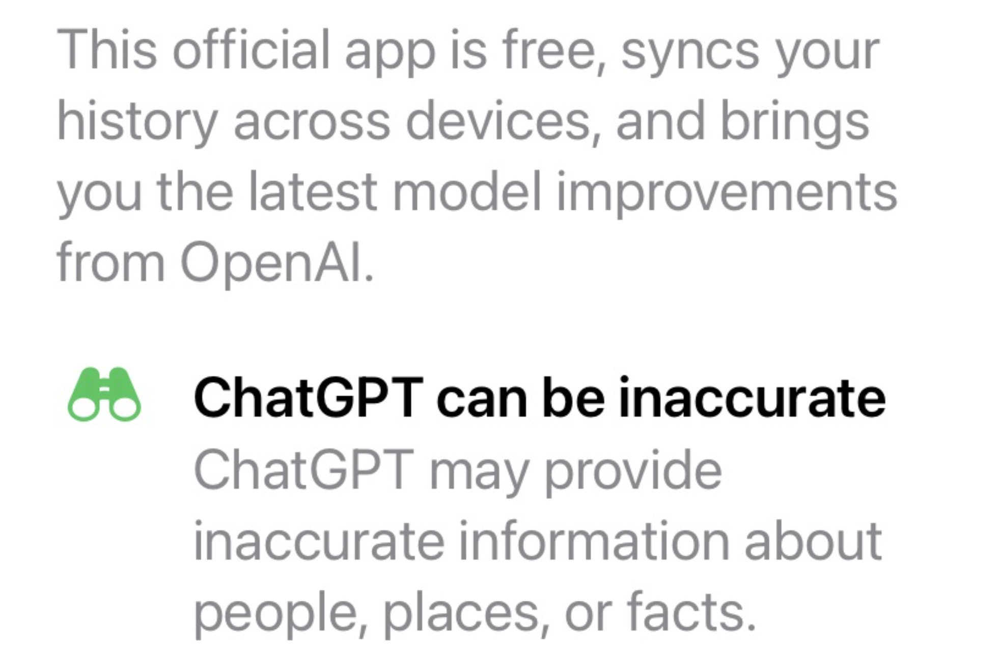 This official app is free, syncs your
history across devices, and brings
you the latest model improvements
from OpenAI.
ChatGPT can be inaccurate
ChatGPT may provide
inaccurate information about
people, places, or facts.